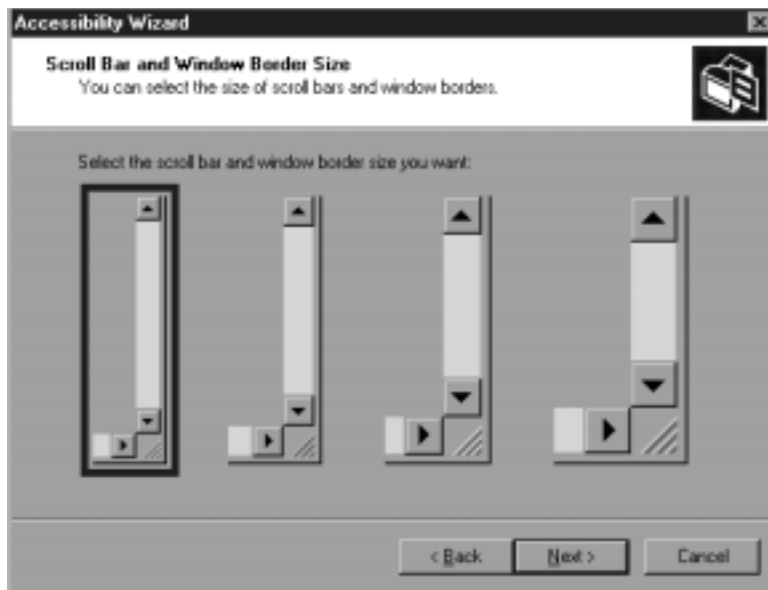 Accessibility Wizard
Scroll Bar and Window Border Size
You can select the size of scroll bars and window borders.
Select the scroll bar and window border size you want:
< Back
Next >
Cancel